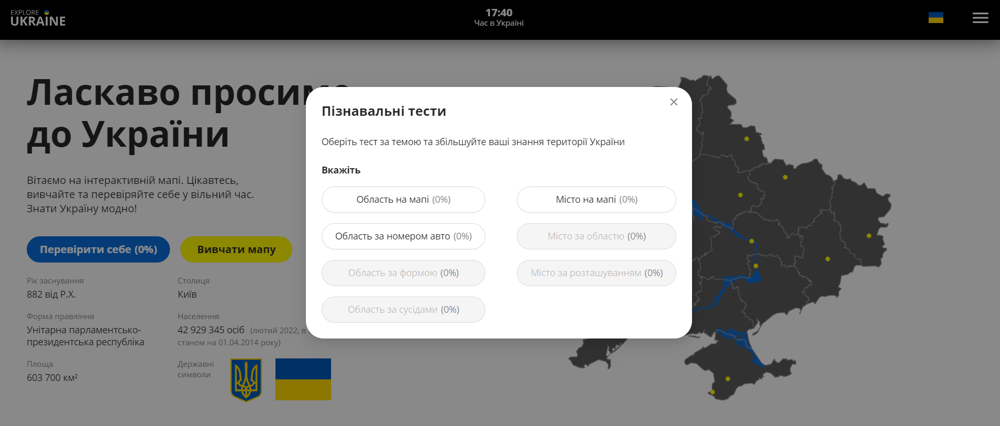 EXPLORE
UKRAINE
17:40
Час в Україні
Ласкаво просимо
до України
Вітаємо на інтерактивній мапі. Цікавтесь,
вивчайте та перевіряйте себе у вільний час.
Знати Україну модно!
Перевірити себе (0%)
Вивчати мапу
Рік заснування
882 від Р.Х.
Столиця
Київ
Форма правління
Унітарна парламентсько-
президентська республіка
Населення
42 929 345 осіб (лютий 2022, в
станом на 01.04.2014 року)
Площа
603 700 км²
Державні
символи
Пізнавальні тести
Оберіть тест за темою та збільшуйте ваші знання території України
Вкажіть
Область на мапі (0%)
Місто на мапі (0%)
Область за номером авто (0%)
Місто за областю (0%)
Область за формою (0%)
Місто за розташуванням (0%)
Область за сусідами (0%)